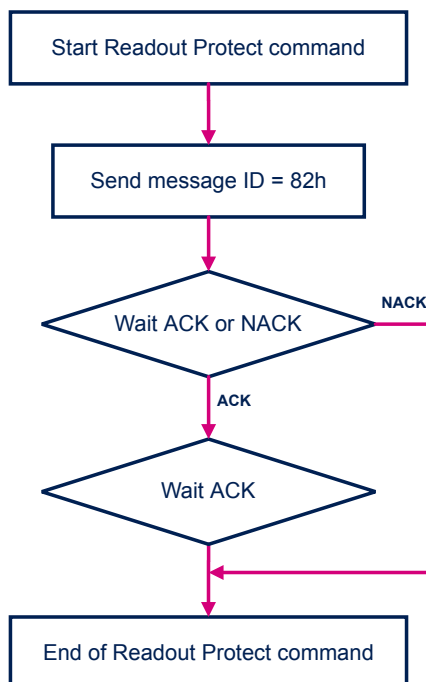 Start Readout Protect command
Send message ID = 82h
Wait ACK or NACK
NACK
ACK
Wait ACK
End of Readout Protect command